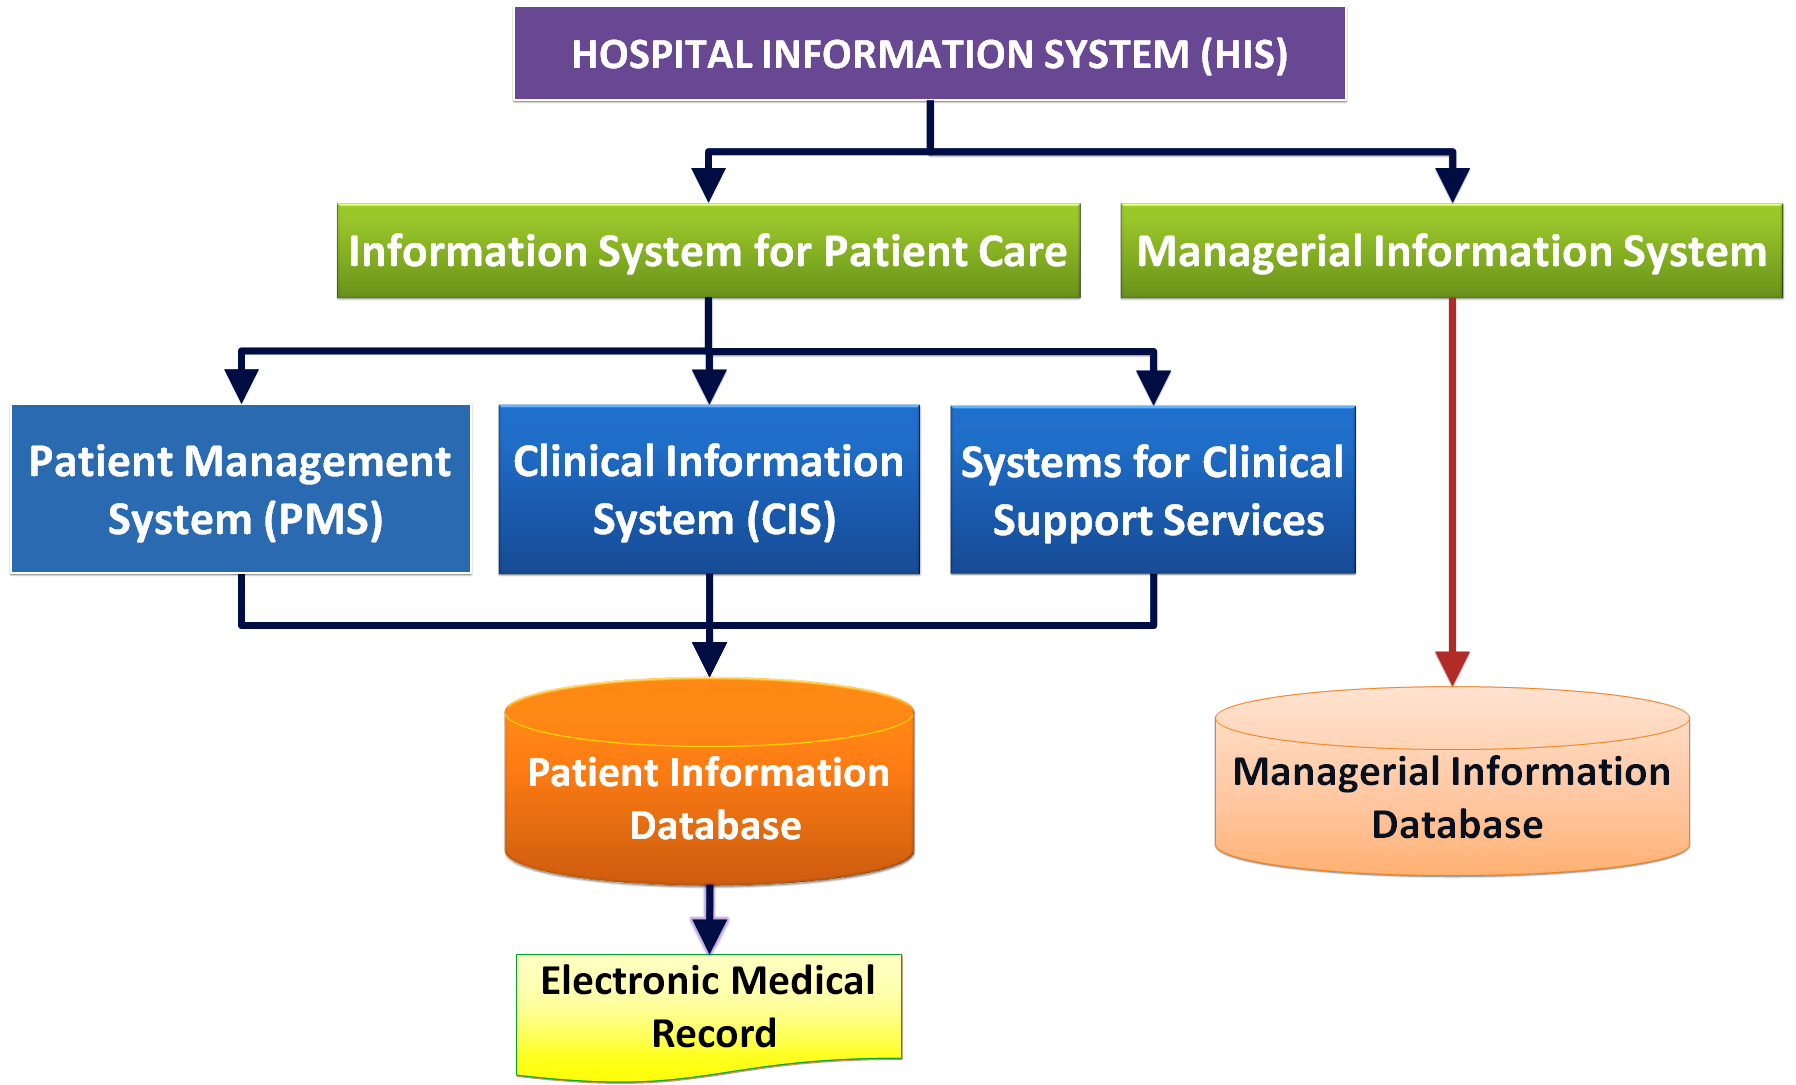 HOSPITAL INFORMATION SYSTEM (HIS)
Information System for Patient Care
Managerial Information System
Patient Management
System (PMS)
Clinical Information
System (CIS)
Systems for Clinical
Support Services
Patient Information
Database
Managerial Information
Database
Electronic Medical
Record